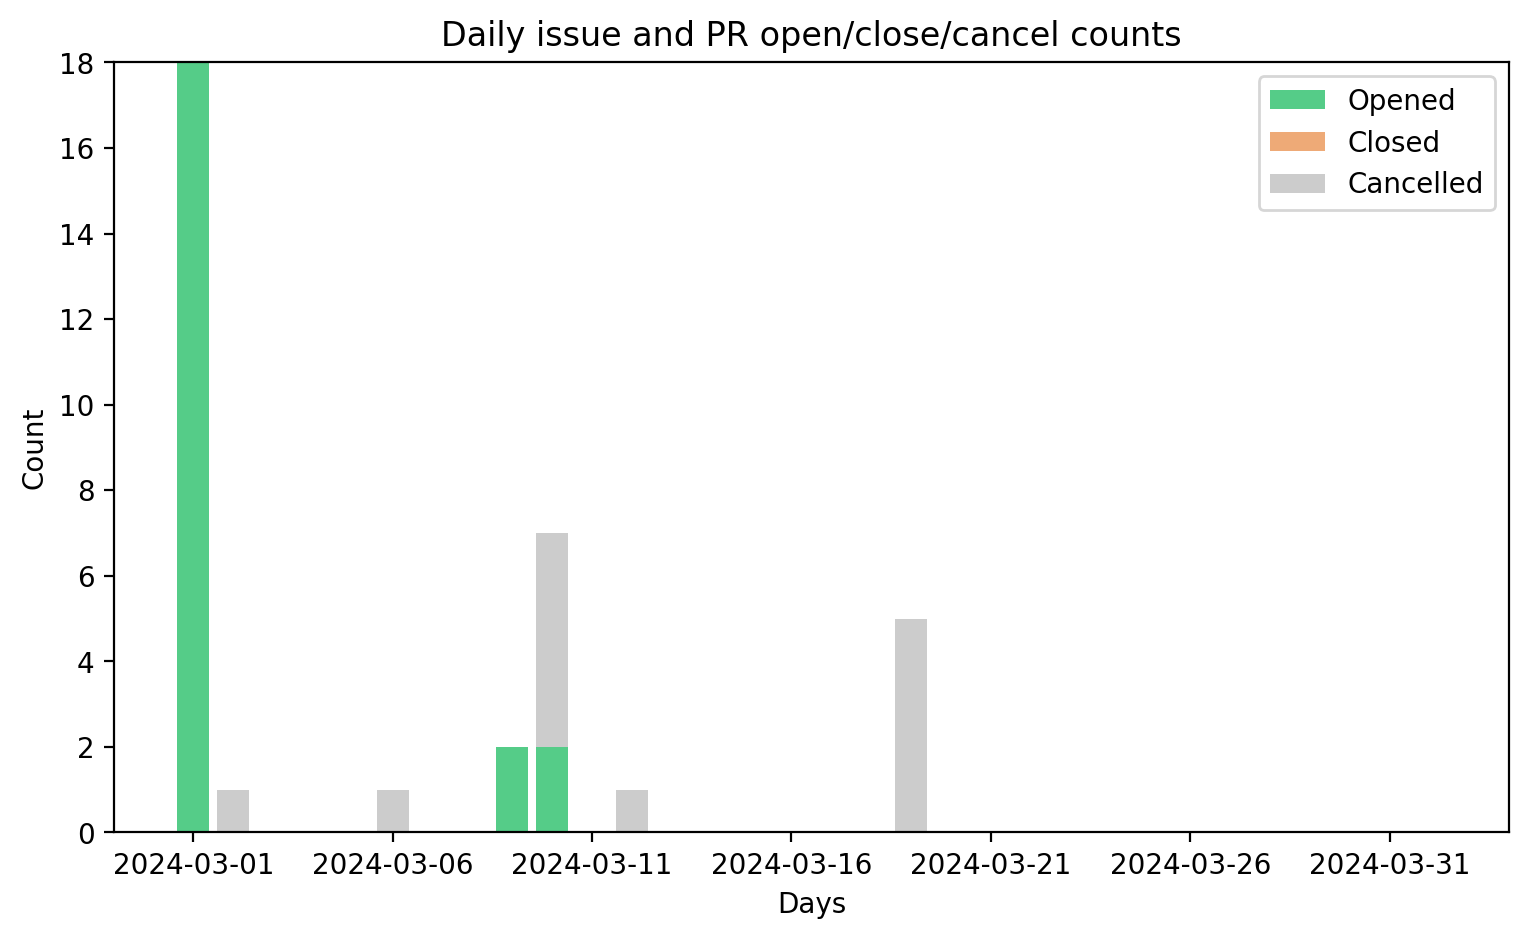 Daily issue and PR open/close/cancel counts
18
16
14
12
10
8
6
4
2
0
Count
Opened
Closed
Cancelled
2024-03-01
2024-03-06
2024-03-11
2024-03-16
2024-03-21
2024-03-26
2024-03-31
Days